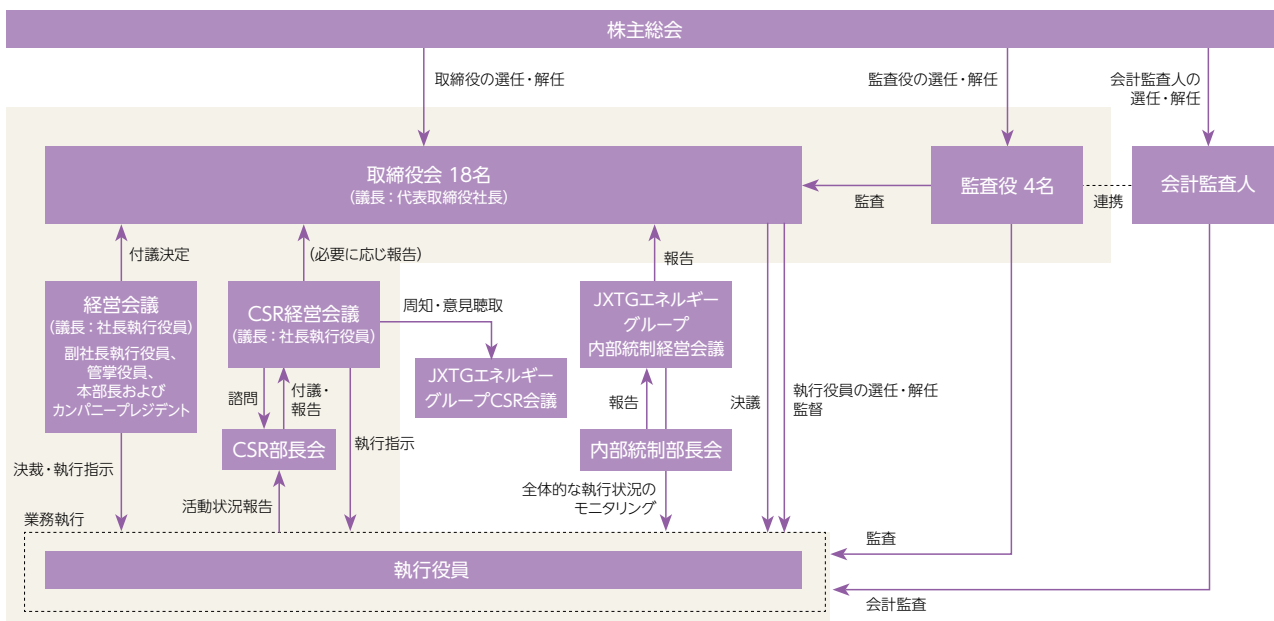 株主総会
取締役の選任・解任
監査役の選任・解任
会計監査人の
選任・解任
取締役会 18名
(議長：代表取締役社長)
監査
監査役 4名
連携
会計監査人
付議決定
(必要に応じ報告)
報告
経営会議
(議長：社長執行役員)
副社長執行役員、
管掌役員、
本部長および
カンパニープレジデント
CSR経営会議
(議長：社長執行役員)
周知・意見聴取
JXTGエネルギー
グループCSR会議
JXTGエネルギー
グループ
内部統制経営会議
諮問
付議・
報告
報告
決議
執行役員の選任・解任
監督
CSR部長会
執行指示
内部統制部長会
決裁・執行指示
活動状況報告
全体的な執行状況の
モニタリング
業務執行
執行役員
監査
会計監査